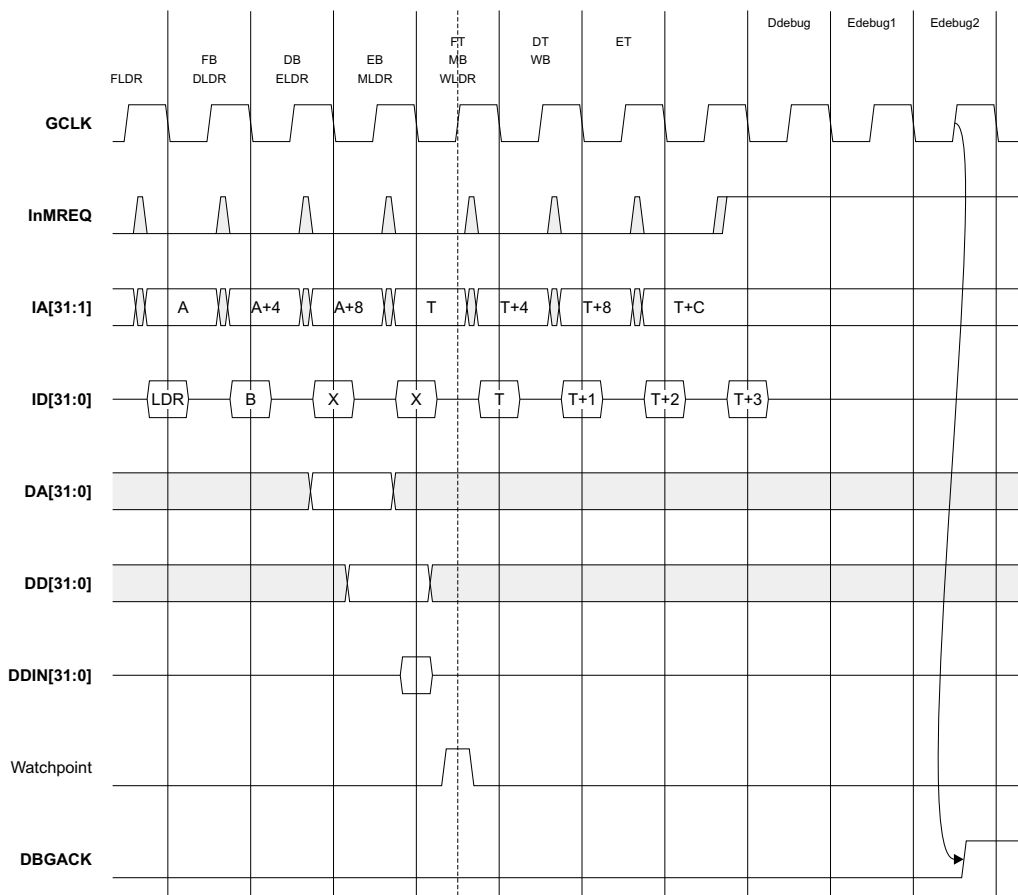 Ddebug Edebug1 Edebug2
FT DT ET
FB DB EB MB WB
FLDR DLDR ELDR MLDR WLDR
GCLK
InMREQ
IA[31:1] A A+4 A+8 T T+4 T+8 T+C
ID[31:0] LDR B X X T T+1 T+2 T+3
DA[31:0]
DD[31:0]
DDIN[31:0]
Watchpoint
DBGACK